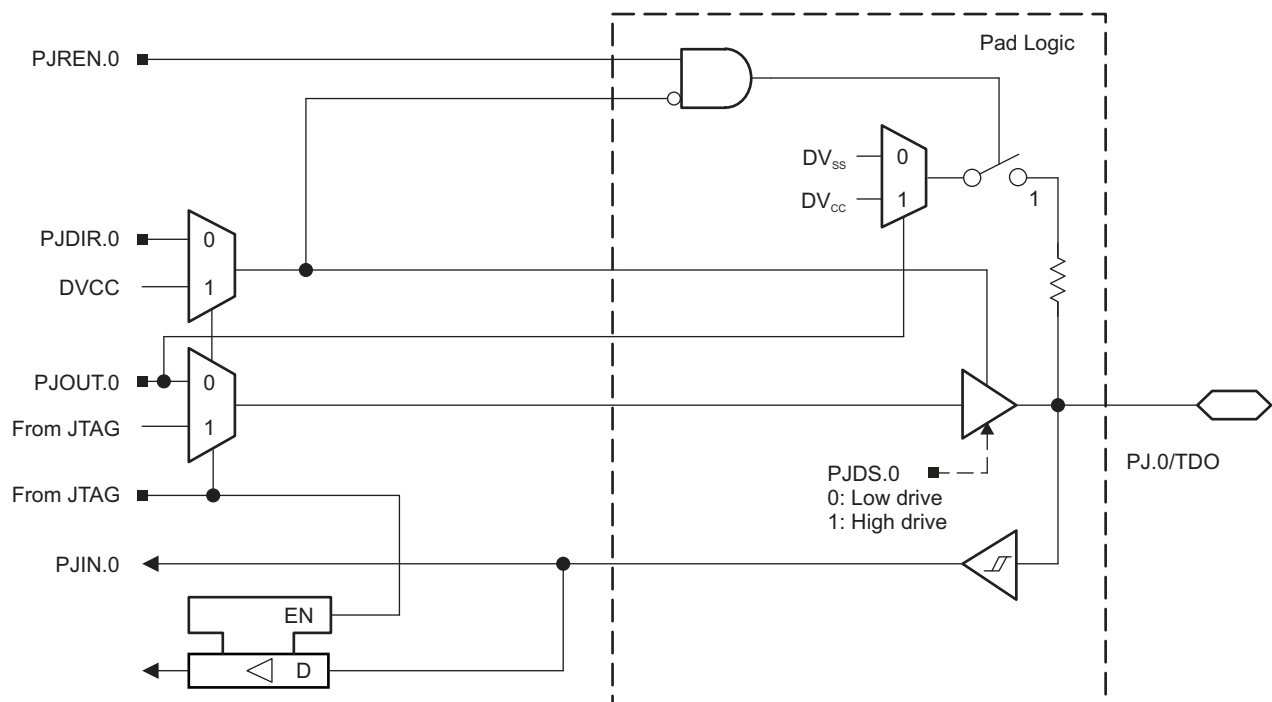 Pad Logic
PJREN.0
DVSS
0
DVCC
1
1
PJDIR.0
0
DVCC
1
PJOUT.0
0
From JTAG
1
PJ.0/TDO
PJDS.0
0: Low drive
1: High drive
From JTAG
PJIN.0
EN
D